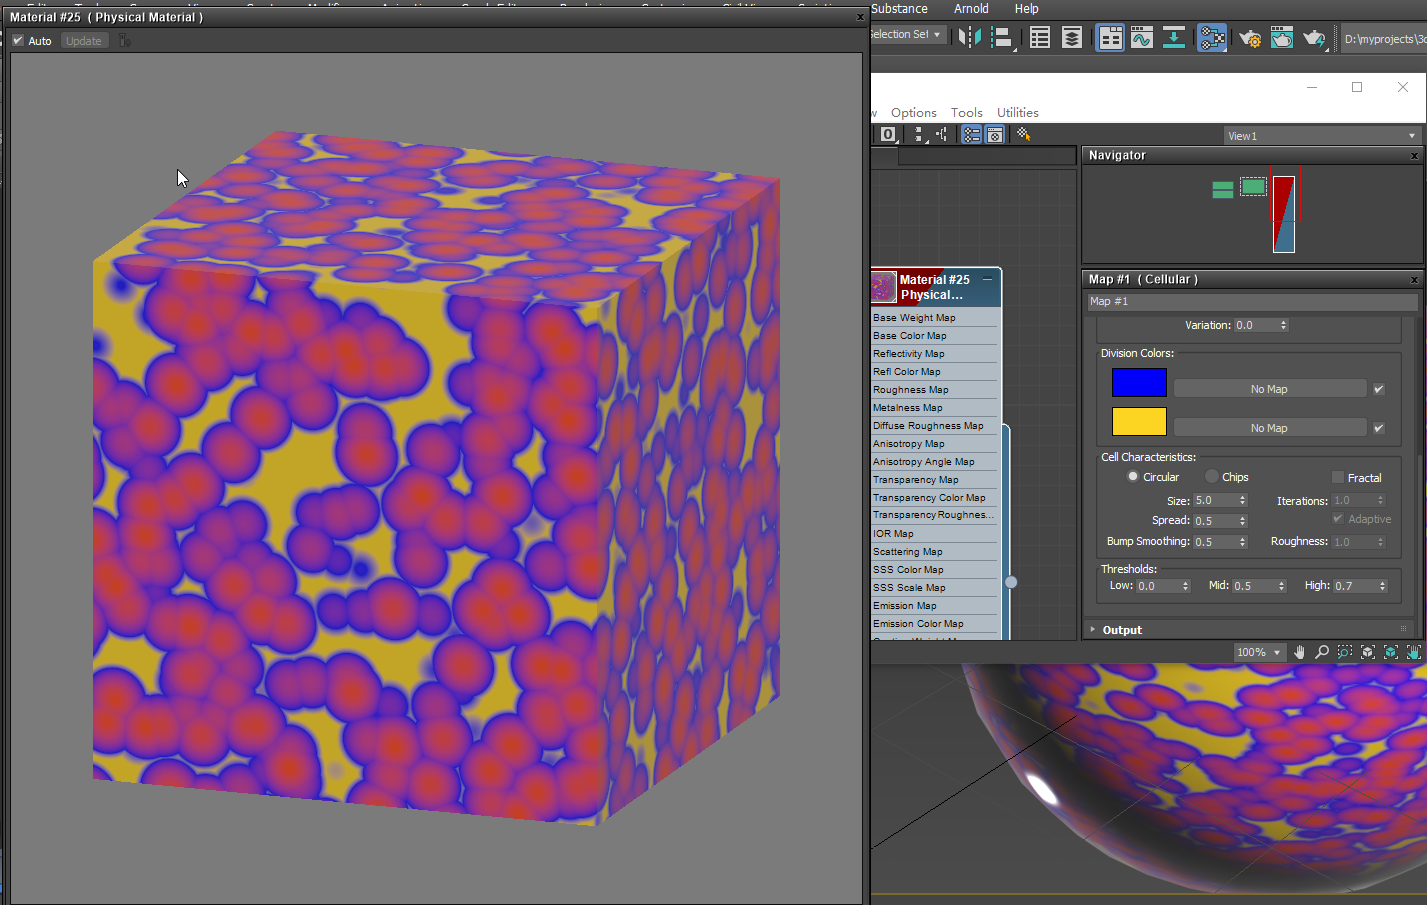 Material #25  ( Physical Material )
x
Substance
Arnold
Help
Auto
Update
Selection Set
D:\myprojects\3d
w
Options
Tools
Utilities
0
View1
Navigator
x
Map #1  ( Cellular )
x
Map #1
Material #25
Physical...
Base Weight Map
Base Color Map
Reflectivity Map
Refl Color Map
Roughness Map
Metalness Map
Diffuse Roughness Map
Anisotropy Map
Anisotropy Angle Map
Transparency Map
Transparency Color Map
Transparency Roughnes...
IOR Map
Scattering Map
SSS Color Map
SSS Scale Map
Emission Map
Emission Color Map
Variation: 0.0
Division Colors:
No Map
No Map
Cell Characteristics:
Circular
Chips
Fractal
Size: 5.0
Iterations: 1.0
Spread: 0.5
Adaptive
Bump Smoothing: 0.5
Roughness: 1.0
Thresholds:
Low: 0.0
Mid: 0.5
High: 0.7
Output
100%